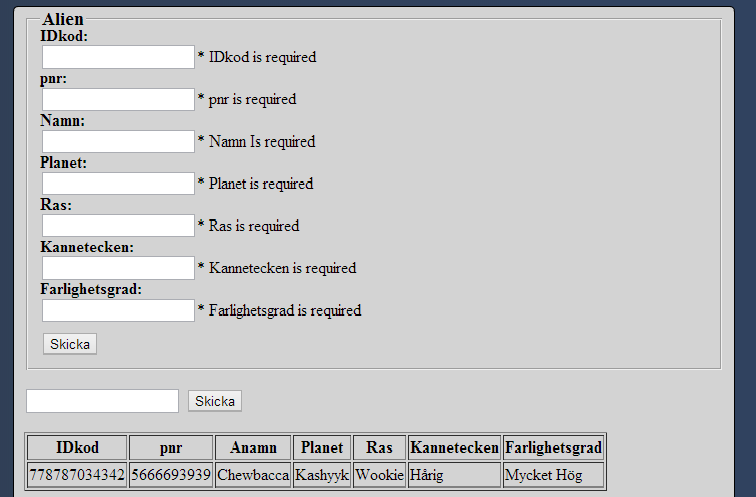 Alien
IDkod:
* IDkod is required
pnr:
* pnr is required
Namn:
* Namn Is required
Planet:
* Planet is required
Ras:
* Ras is required
Kannetecken:
* Kannetecken is required
Farlighetsgrad:
* Farlighetsgrad is required
Skicka
Skicka
IDkod pnr Anamn Planet Ras Kannetecken Farlighetsgrad
778787034342 5666693939 Chewbacca Kashyyk Wookie Hårig Mycket Hög